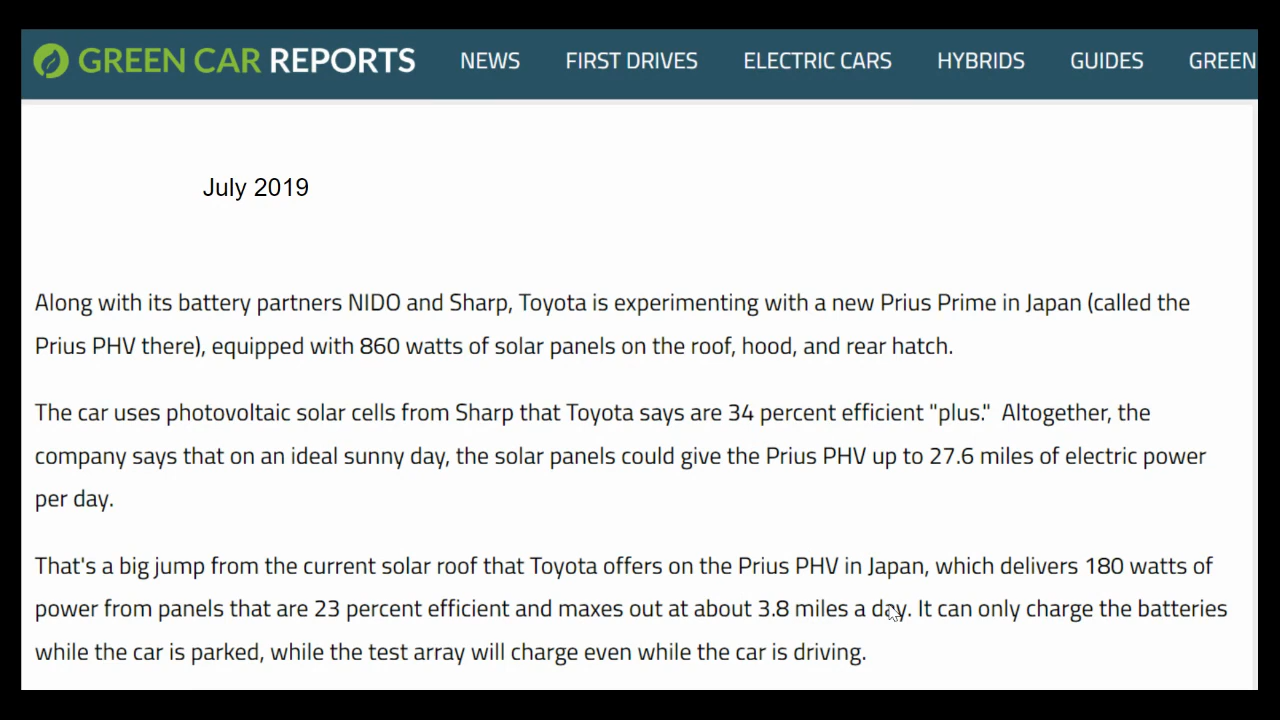 GREEN CAR REPORTS NEWS FIRST DRIVES ELECTRIC CARS HYBRIDS GUIDES GREEN
July 2019
Along with its battery partners NIDO and Sharp, Toyota is experimenting with a new Prius Prime in Japan (called the
Prius PHV there), equipped with 860 watts of solar panels on the roof, hood, and rear hatch.
The car uses photovoltaic solar cells from Sharp that Toyota says are 34 percent efficient "plus."  Altogether, the
company says that on an ideal sunny day, the solar panels could give the Prius PHV up to 27.6 miles of electric power
per day.
That's a big jump from the current solar roof that Toyota offers on the Prius PHV in Japan, which delivers 180 watts of
power from panels that are 23 percent efficient and maxes out at about 3.8 miles a day. It can only charge the batteries
while the car is parked, while the test array will charge even while the car is driving.